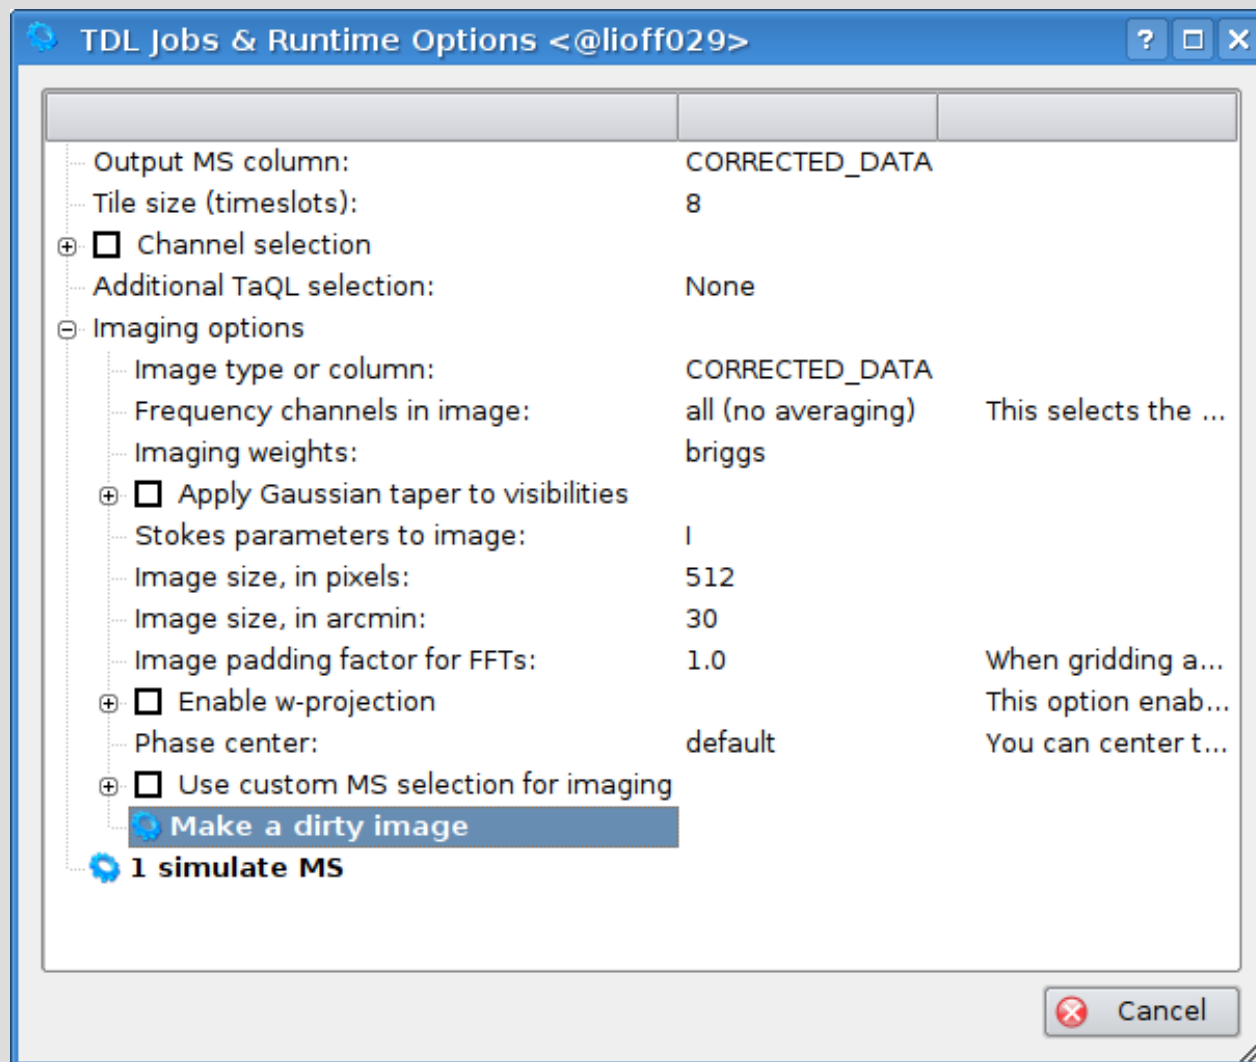 TDL Jobs & Runtime Options <@lioff029>
Output MS column: CORRECTED_DATA
Tile size (timeslots): 8
Channel selection
Additional TaQL selection: None
Imaging options
Image type or column: CORRECTED_DATA
Frequency channels in image: all (no averaging) This selects the ...
Imaging weights: briggs
Apply Gaussian taper to visibilities
Stokes parameters to image: I
Image size, in pixels: 512
Image size, in arcmin: 30
Image padding factor for FFTs: 1.0 When gridding a...
Enable w-projection This option enab...
Phase center: default You can center t...
Use custom MS selection for imaging
Make a dirty image
1 simulate MS
Cancel